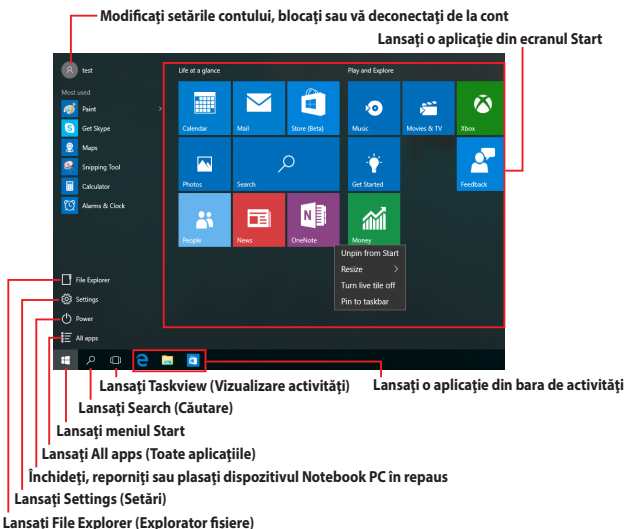 Modificați setările contului, blocați sau vă deconectați de la cont
Lansați o aplicație din ecranul Start
test
Life at a glance
Play and Explore
Most used
Paint
Get Skype
Maps
Snipping Tool
Calculator
Alarms & Clock
Calendar
Mail
Store (Beta)
Music
Movies & TV
Xbox
Photos
Search
Get Started
Feedback
People
News
OneNote
Money
Unpin from Start
Resize
Turn live tile off
Pin to taskbar
File Explorer
Settings
Power
All apps
Lansați Taskview (Vizualizare activități)
Lansați o aplicație din bara de activități
Lansați Search (Căutare)
Lansați meniul Start
Lansați All apps (Toate aplicațiile)
Închideți, reporniți sau plasați dispozitivul Notebook PC în repaus
Lansați Settings (Setări)
Lansați File Explorer (Explorator fișiere)